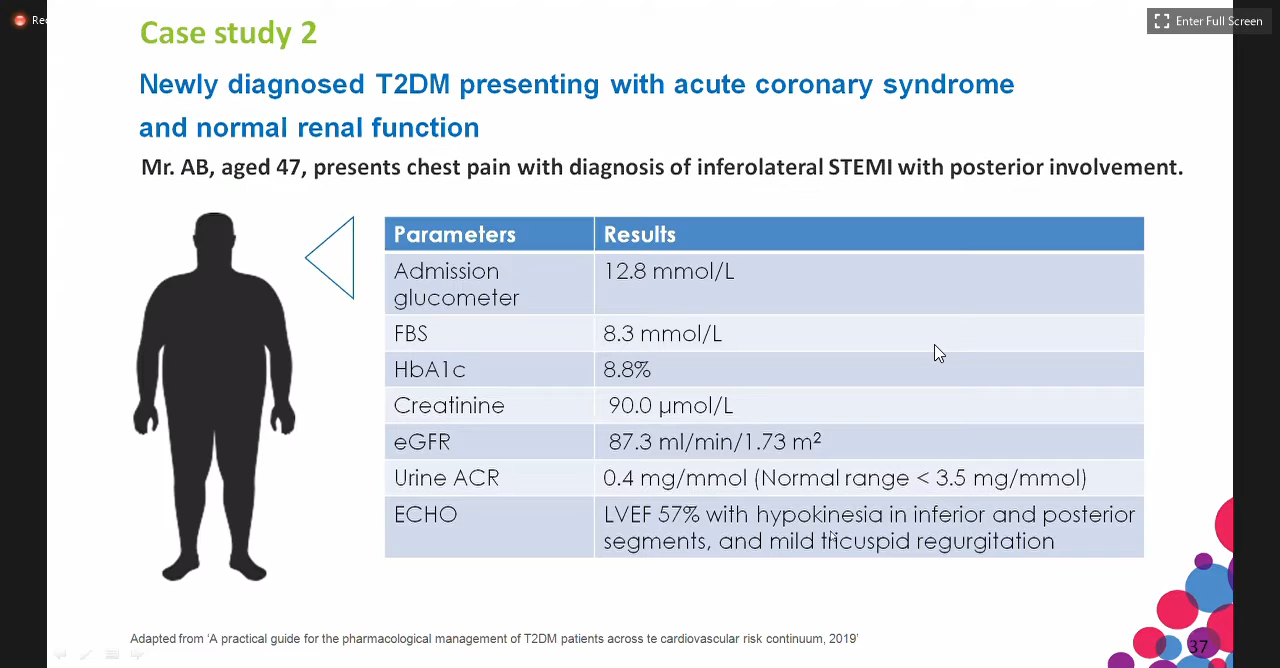 Rec
Enter Full Screen
Case study 2
Newly diagnosed T2DM presenting with acute coronary syndrome
and normal renal function
Mr. AB, aged 47, presents chest pain with diagnosis of inferolateral STEMI with posterior involvement.
Parameters Results
Admission 12.8 mmol/L
glucometer
FBS 8.3 mmol/L
HbA1c 8.8%
Creatinine 90.0 µmol/L
eGFR 87.3 ml/min/1.73 m²
Urine ACR 0.4 mg/mmol (Normal range < 3.5 mg/mmol)
ECHO LVEF 57% with hypokinesia in inferior and posterior
segments, and mild tricuspid regurgitation
Adapted from ‘A practical guide for the pharmacological management of T2DM patients across te cardiovascular risk continuum, 2019’
37